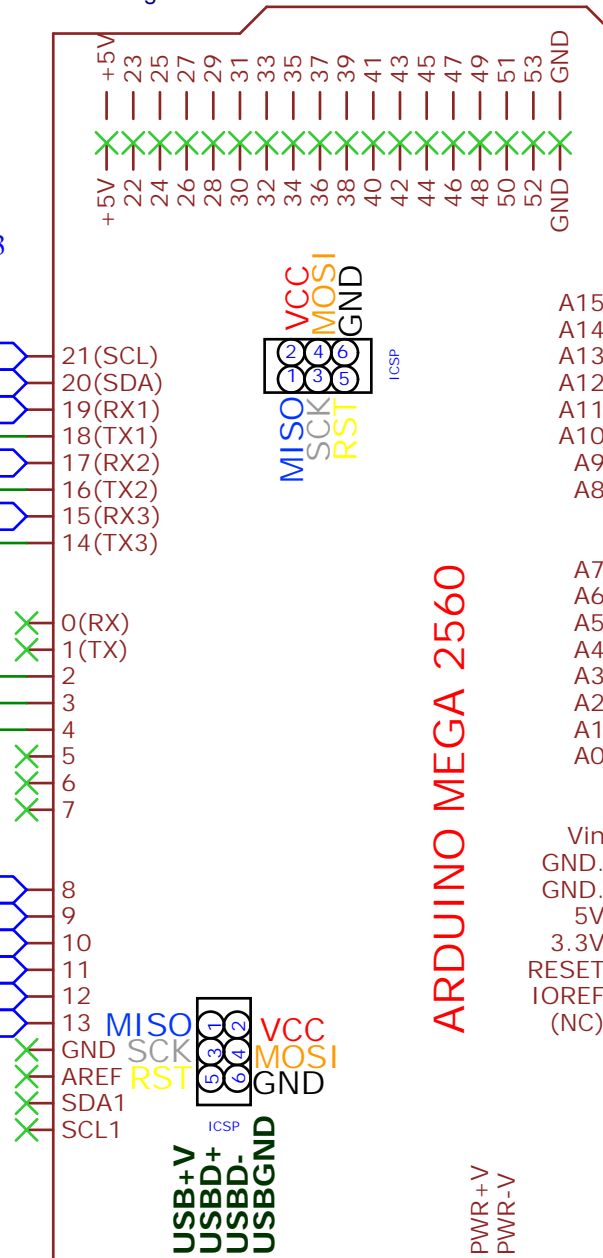 +5V 23 25 27 29 31 33 35 37 39 41 43 45 47 49 51 53 GND
+5V 22 24 26 28 30 32 34 36 38 40 42 44 46 48 50 52 GND
VCC MOSI GND
2 4 6
1 3 5
ICSP
MISO SCK RST
21(SCL)
20(SDA)
19(RX1)
18(TX1)
17(RX2)
16(TX2)
15(RX3)
14(TX3)
0(RX)
1(TX)
2
3
4
5
6
7
8
9
10
11
12
13
GND
AREF
SDA1
SCL1
A15
A14
A13
A12
A11
A10
A9
A8
A7
A6
A5
A4
A3
A2
A1
A0
Vin
GND.
GND.
5V
3.3V
RESET
IOREF
(NC)
ARDUINO MEGA 2560
MISO 1 2 VCC
SCK 3 4 MOSI
RST 5 6 GND
ICSP
USB+V
USBD+
USBD-
USBGND
PWR+V
PWR-V